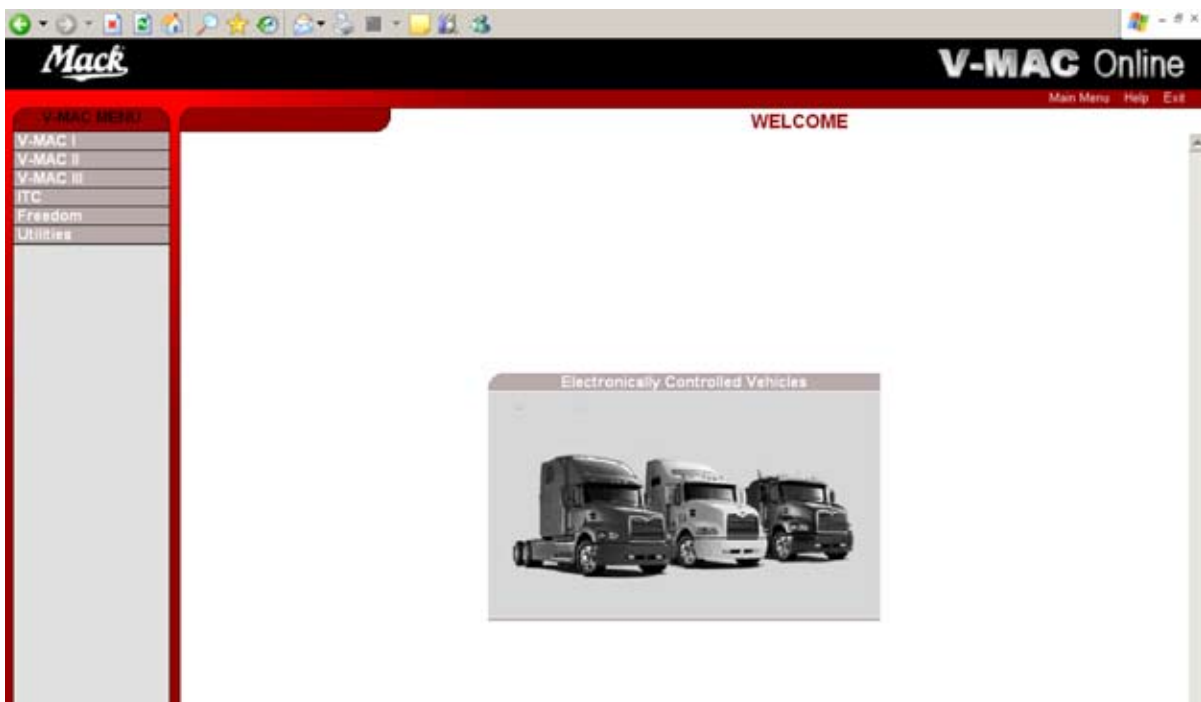 Mack
V-MAC Online
Main Menu Help Exit
V-MAC MENU
WELCOME
V-MAC I
V-MAC II
V-MAC III
ITC
Freedom
Utilities
Electronically Controlled Vehicles